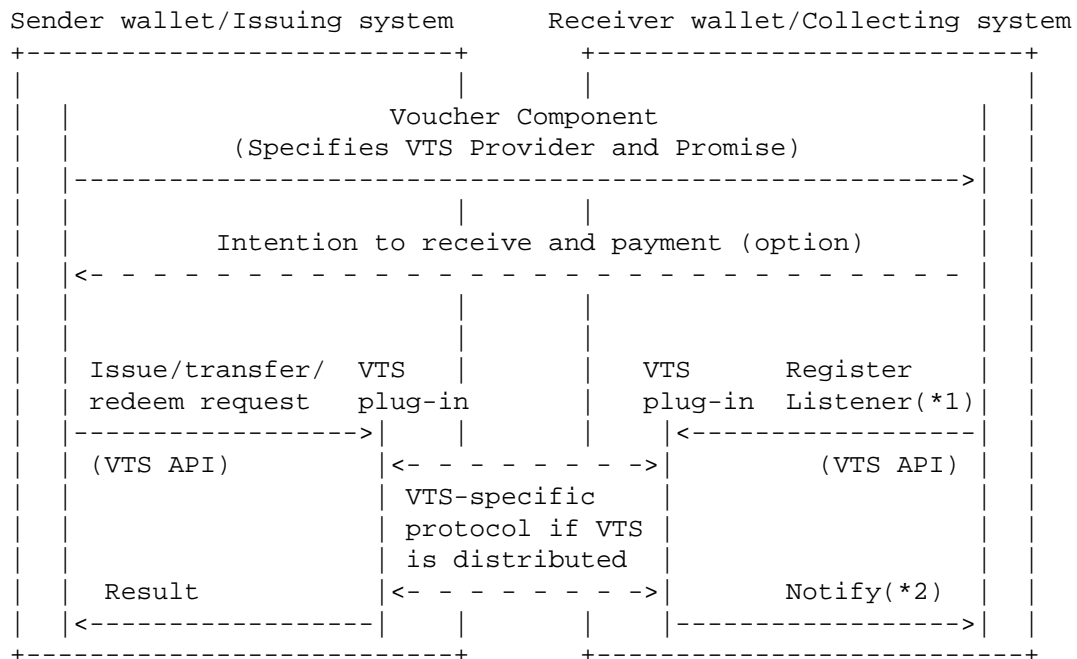 Sender wallet/Issuing system Receiver wallet/Collecting system
Voucher Component
(Specifies VTS Provider and Promise)
Intention to receive and payment (option)
Issue/transfer/ VTS VTS Register
redeem request plug-in plug-in Listener(*1)
(VTS API) (VTS API)
VTS-specific
protocol if VTS
is distributed
Result Notify(*2)